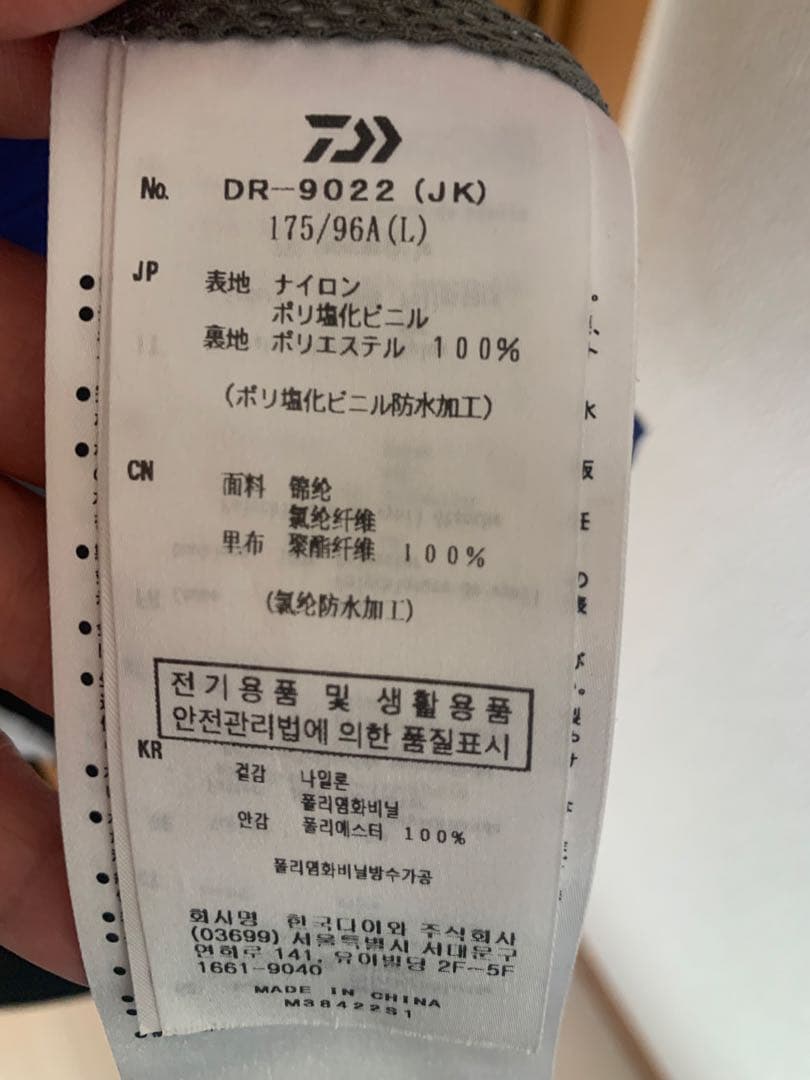 No. DR-9022 (JK)
175/96A(L)
JP 表地 ナイロン
ポリ塩化ビニル
裏地 ポリエステル 100%
(ポリ塩化ビニル防水加工)
CN 面料 锦纶
氯纶纤维
里布 聚酯纤维 100%
(氯纶防水加工)
전기용품 및 생활용품
안전관리법에 의한 품질표시
KR 겉감 나일론
폴리염화비닐
안감 폴리에스터 100%
폴리염화비닐방수가공
회사명 한국다이와 주식회사
(03699) 서울특별시 서대문구
연희로 141, 유이빌딩 2F-5F
1661-9040
MADE IN CHINA
M38422S1